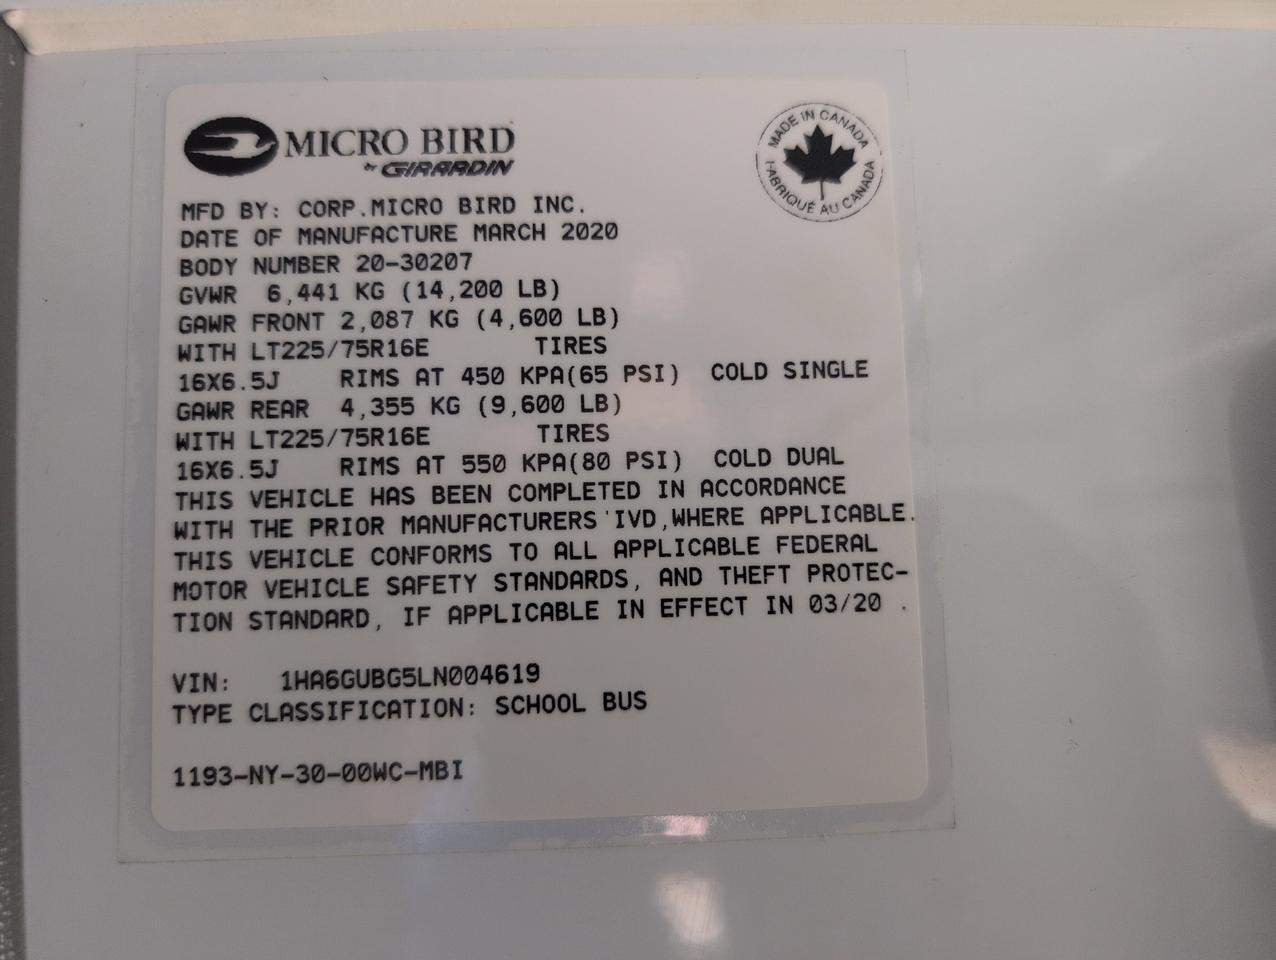 MICRO BIRD
by GIRARDIN
MADE IN CANADA
FABRIQUÉ AU CANADA
MFD BY: CORP.MICRO BIRD INC.
DATE OF MANUFACTURE MARCH 2020
BODY NUMBER 20-30207
GVWR 6,441 KG (14,200 LB)
GAWR FRONT 2,087 KG (4,600 LB)
WITH LT225/75R16E TIRES
16X6.5J RIMS AT 450 KPA(65 PSI) COLD SINGLE
GAWR REAR 4,355 KG (9,600 LB)
WITH LT225/75R16E TIRES
16X6.5J RIMS AT 550 KPA(80 PSI) COLD DUAL
THIS VEHICLE HAS BEEN COMPLETED IN ACCORDANCE
WITH THE PRIOR MANUFACTURERS'IVD,WHERE APPLICABLE.
THIS VEHICLE CONFORMS TO ALL APPLICABLE FEDERAL
MOTOR VEHICLE SAFETY STANDARDS, AND THEFT PROTEC-
TION STANDARD, IF APPLICABLE IN EFFECT IN 03/20 .
VIN: 1HA6GUBG5LN004619
TYPE CLASSIFICATION: SCHOOL BUS
1193-NY-30-00WC-MBI